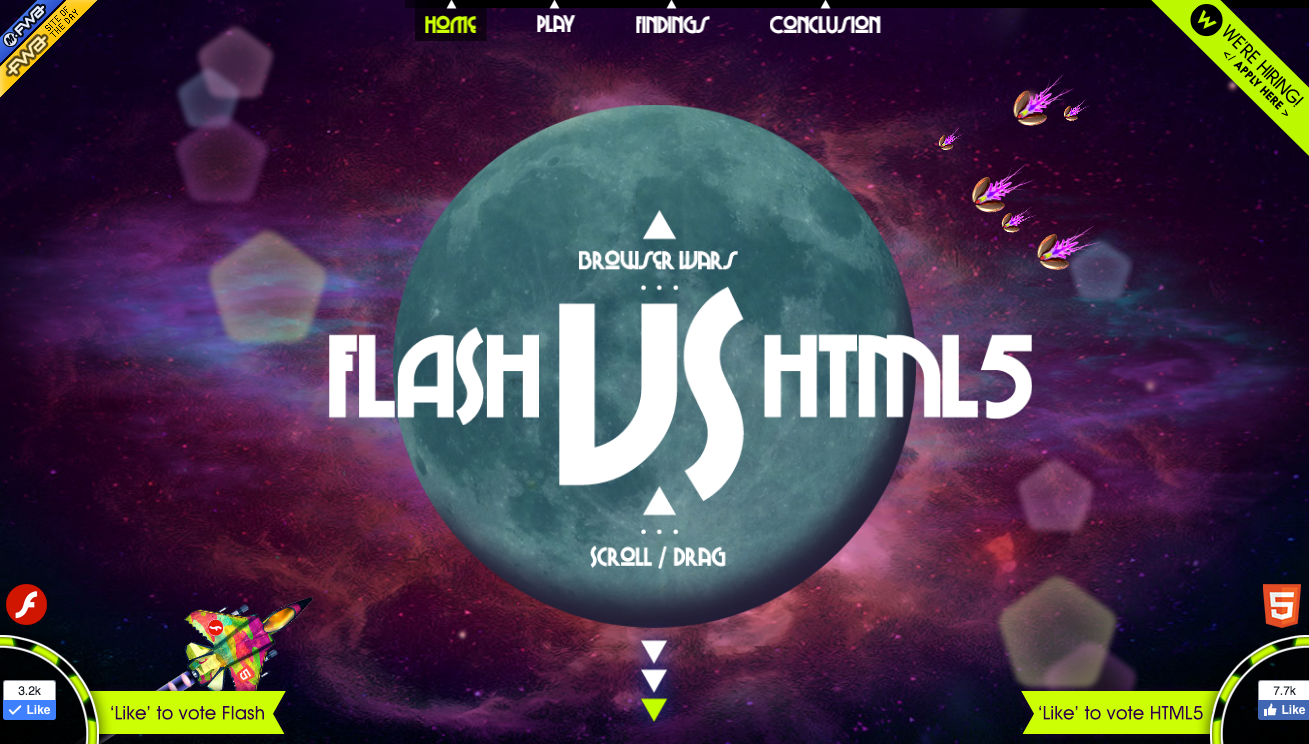 M.FWA
FWA
SITE OF
THE DAY
HOME
PLAY
FINDINGS
CONCLUSION
W
WE'RE HIRING!
</ APPLY HERE >
BROWSER WARS
FLASH VS HTML5
SCROLL / DRAG
5
5
3.2k
Like
'Like' to vote Flash
'Like' to vote HTML5
7.7k
Like